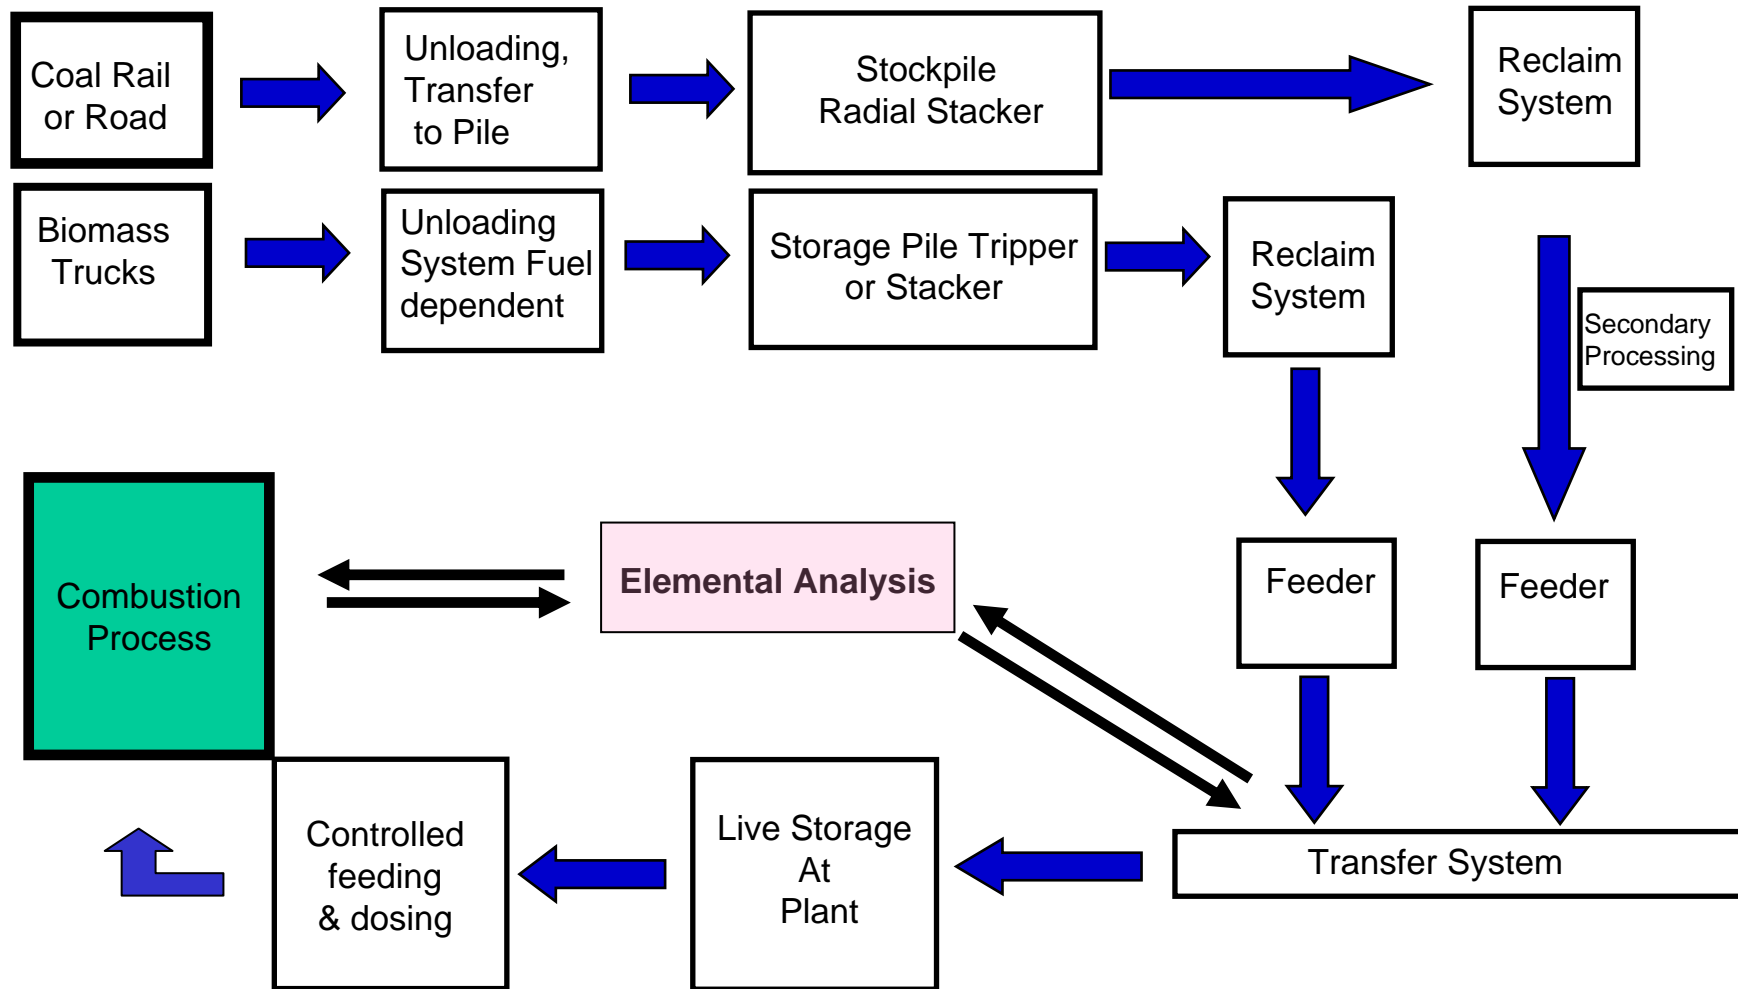 Coal Rail
or Road
Unloading,
Transfer
to Pile
Stockpile
Radial Stacker
Reclaim
System
Biomass
Trucks
Unloading
System Fuel
dependent
Storage Pile Tripper
or Stacker
Reclaim
System
Secondary
Processing
Combustion
Process
Elemental Analysis
Feeder
Feeder
Controlled
feeding
& dosing
Live Storage
At
Plant
Transfer System